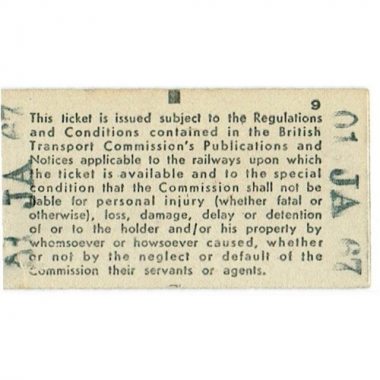 9
This ticket is issued subject to the Regulations
and Conditions contained in the British
Transport Commission's Publications and
Notices applicable to the railways upon which
the ticket is available and to the special
condition that the Commission shall not be
liable for personal injury (whether fatal or
otherwise), loss, damage, delay or detention
of or to the holder and/or his property by
whomsoever or howsoever caused, whether
or not by the neglect or default of the
Commission their servants or agents.
01 JA 67
JA 67